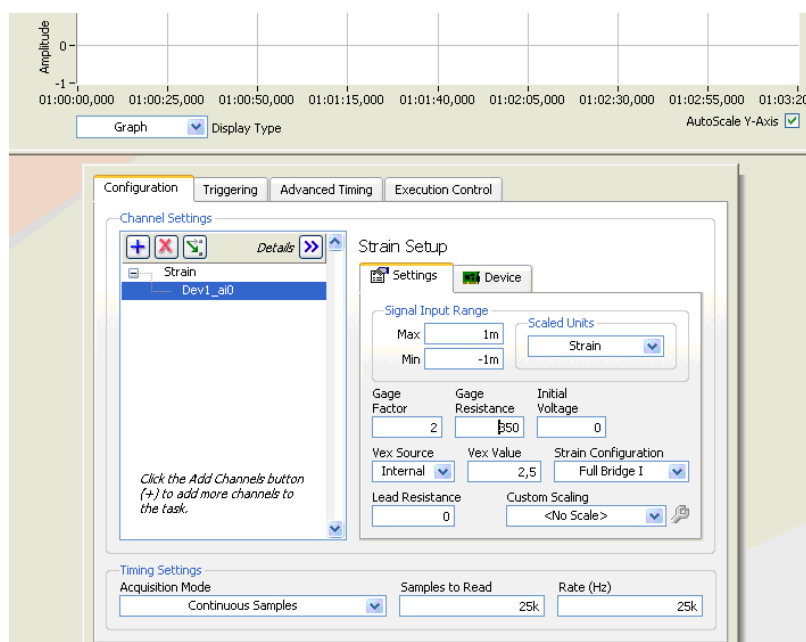 Amplitude
0
-1
01:00:00,000 01:00:25,000 01:00:50,000 01:01:15,000 01:01:40,000 01:02:05,000 01:02:30,000 01:02:55,000 01:03:20
Graph Display Type AutoScale Y-Axis
Configuration Triggering Advanced Timing Execution Control
Channel Settings
Details
Strain
Dev1_ai0
Click the Add Channels button
(+) to add more channels to
the task.
Strain Setup
Settings Device
Signal Input Range
Max 1m
Min -1m
Scaled Units
Strain
Gage Factor
2
Gage Resistance
350
Initial Voltage
0
Vex Source
Internal
Vex Value
2,5
Strain Configuration
Full Bridge I
Lead Resistance
0
Custom Scaling
<No Scale>
Timing Settings
Acquisition Mode Samples to Read Rate (Hz)
Continuous Samples 25k 25k